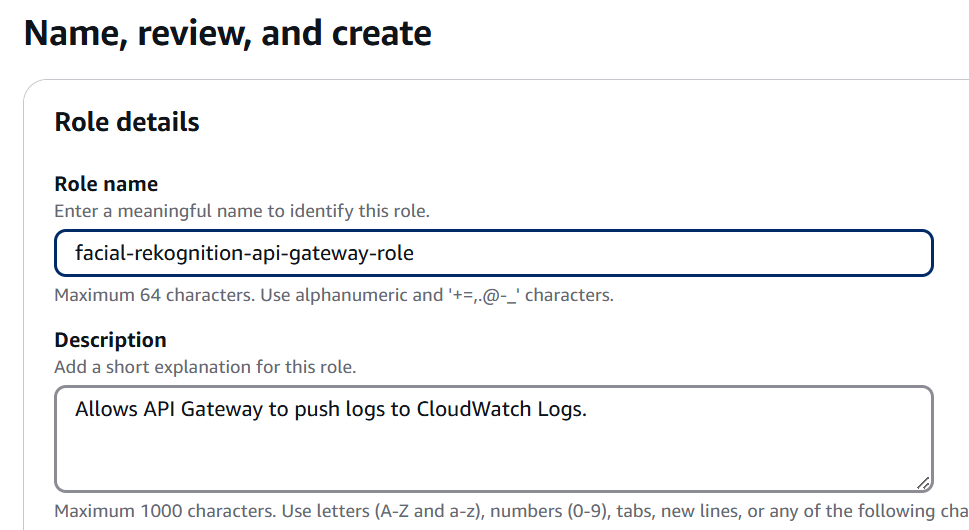 Name, review, and create
Role details
Role name
Enter a meaningful name to identify this role.
facial-rekognition-api-gateway-role
Maximum 64 characters. Use alphanumeric and '+=,.@-_' characters.
Description
Add a short explanation for this role.
Allows API Gateway to push logs to CloudWatch Logs.
Maximum 1000 characters. Use letters (A-Z and a-z), numbers (0-9), tabs, new lines, or any of the following cha